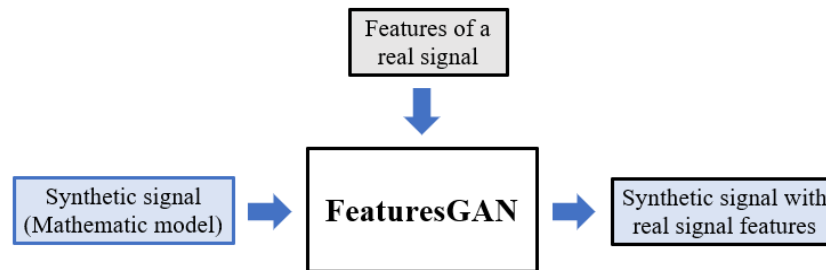 Features of a
real signal
Synthetic signal
(Mathematic model)
FeaturesGAN
Synthetic signal with
real signal features